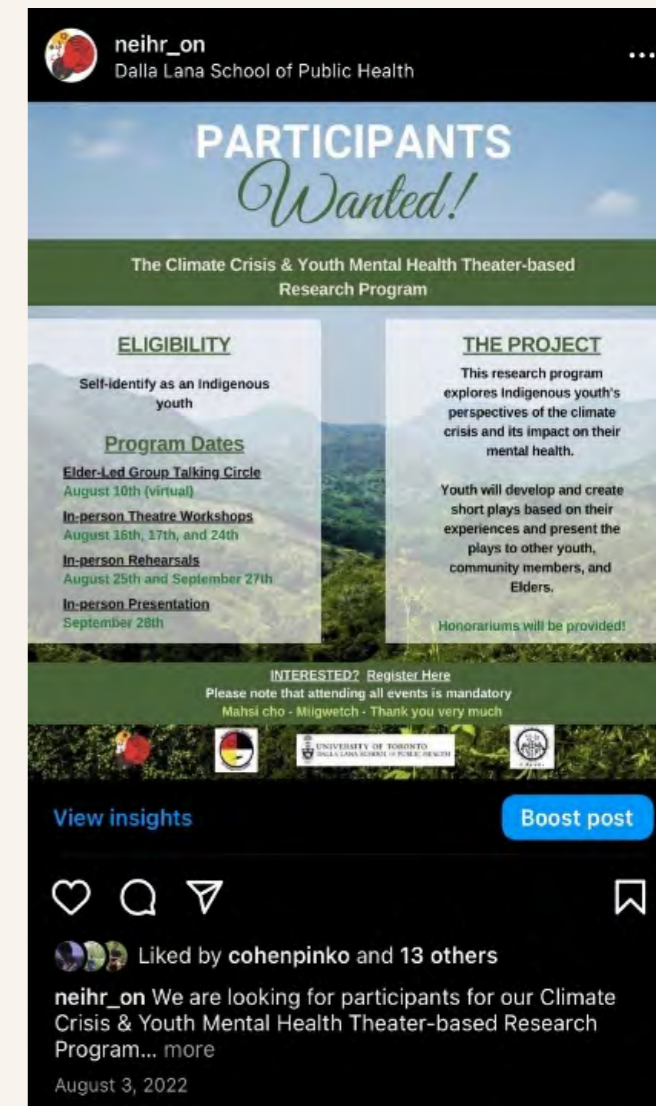 neihr_on
Dalla Lana School of Public Health
PARTICIPANTS
Wanted!
The Climate Crisis & Youth Mental Health Theater-based
Research Program
ELIGIBILITY
Self-identify as an Indigenous
youth
Program Dates
Elder-Led Group Talking Circle
August 10th (virtual)
In-person Theatre Workshops
August 16th, 17th, and 24th
In-person Rehearsals
August 25th and September 27th
In-person Presentation
September 28th
THE PROJECT
This research program
explores Indigenous youth's
perspectives of the climate
crisis and its impact on their
mental health.
Youth will develop and create
short plays based on their
experiences and present the
plays to other youth,
community members, and
Elders.
Honorariums will be provided!
INTERESTED? Register Here
Please note that attending all events is mandatory
Mahsi cho - Miigwetch - Thank you very much
UNIVERSITY OF TORONTO
DALLA LANA SCHOOL OF PUBLIC HEALTH
View insights
Boost post
Liked by cohenpinko and 13 others
neihr_on We are looking for participants for our Climate
Crisis & Youth Mental Health Theater-based Research
Program... more
August 3, 2022